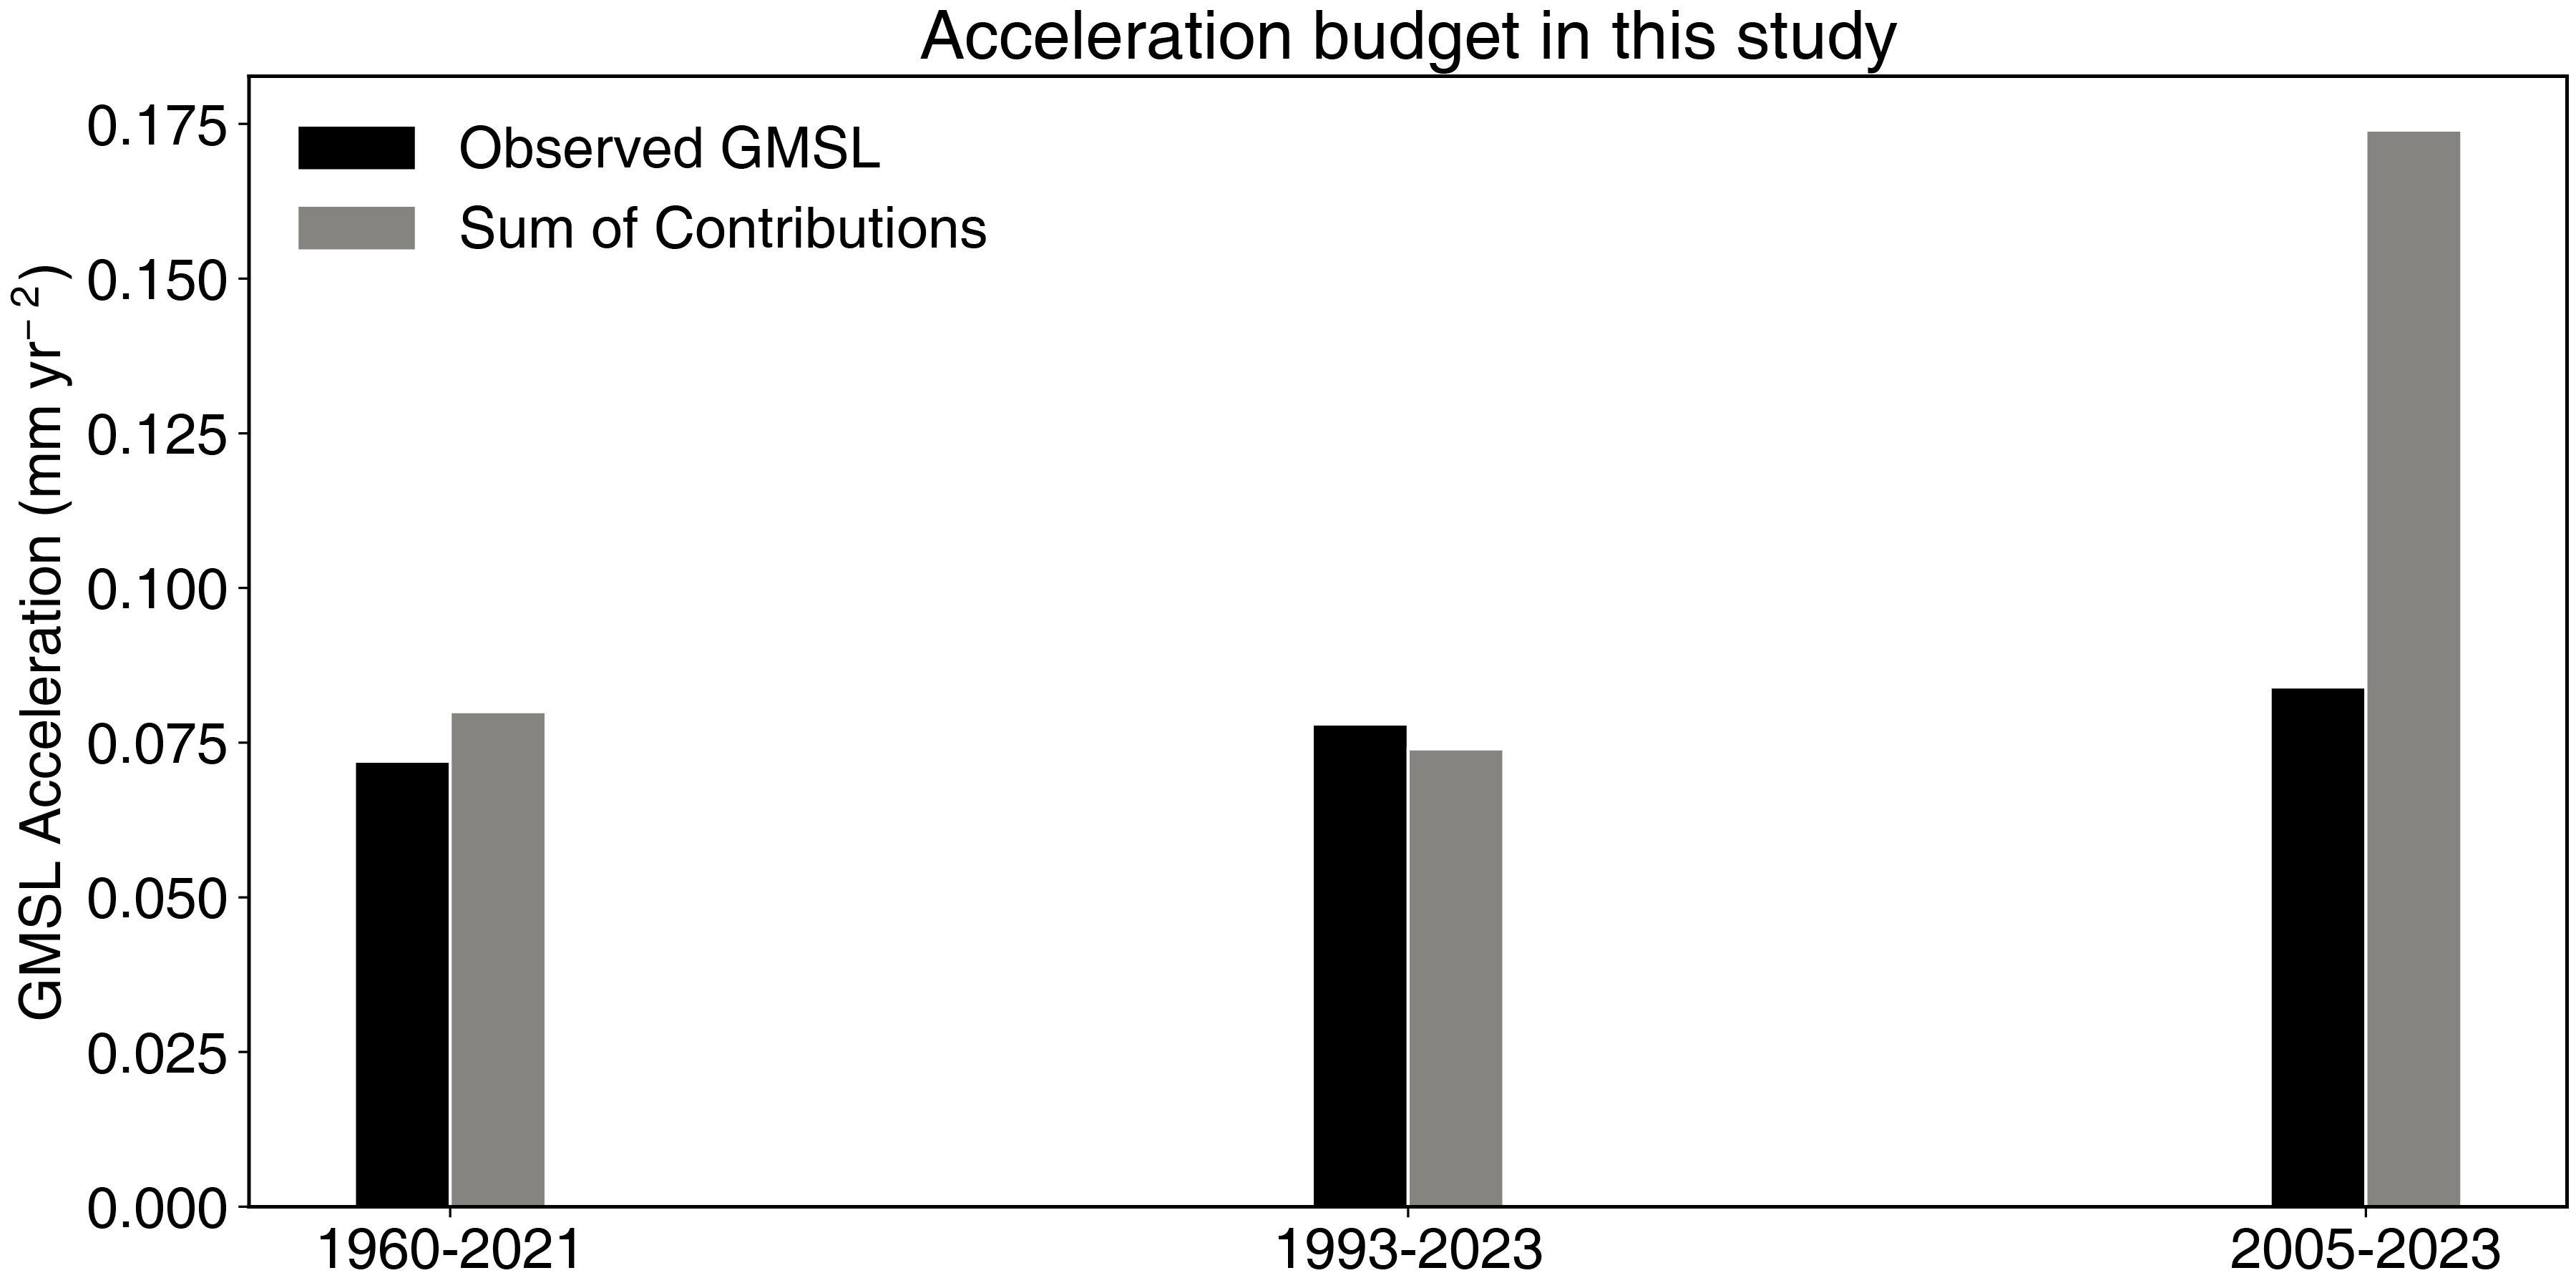 Acceleration budget in this study
Observed GMSL
Sum of Contributions
GMSL Acceleration (mm yr⁻²)
0.175
0.150
0.125
0.100
0.075
0.050
0.025
0.000
1960-2021
1993-2023
2005-2023